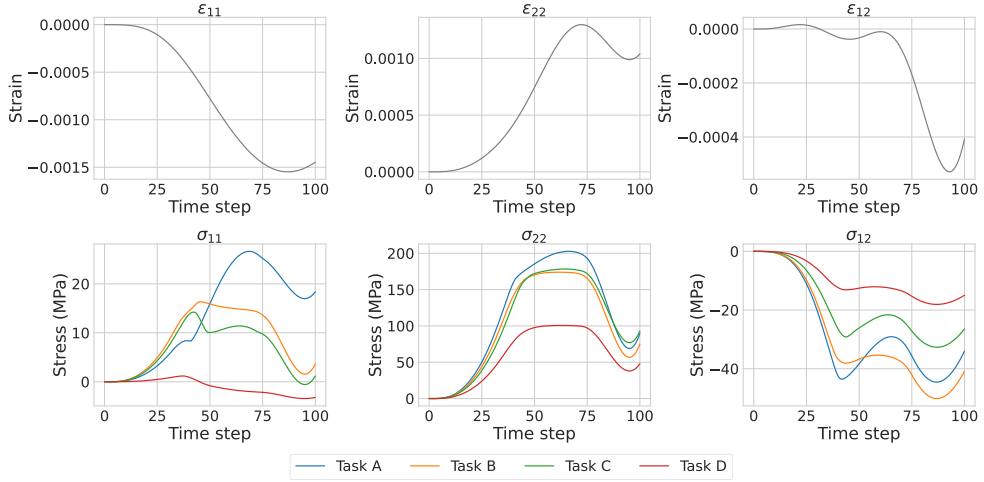 ε11
ε22
ε12
Strain
0.0000
−0.0005
−0.0010
−0.0015
0 25 50 75 100
Time step
Strain
0.0010
0.0005
0.0000
0 25 50 75 100
Time step
Strain
0.0000
−0.0002
−0.0004
0 25 50 75 100
Time step
σ11
σ22
σ12
Stress (MPa)
20
10
0
0 25 50 75 100
Time step
Stress (MPa)
200
150
100
50
0
0 25 50 75 100
Time step
Stress (MPa)
0
−20
−40
0 25 50 75 100
Time step
Task A Task B Task C Task D